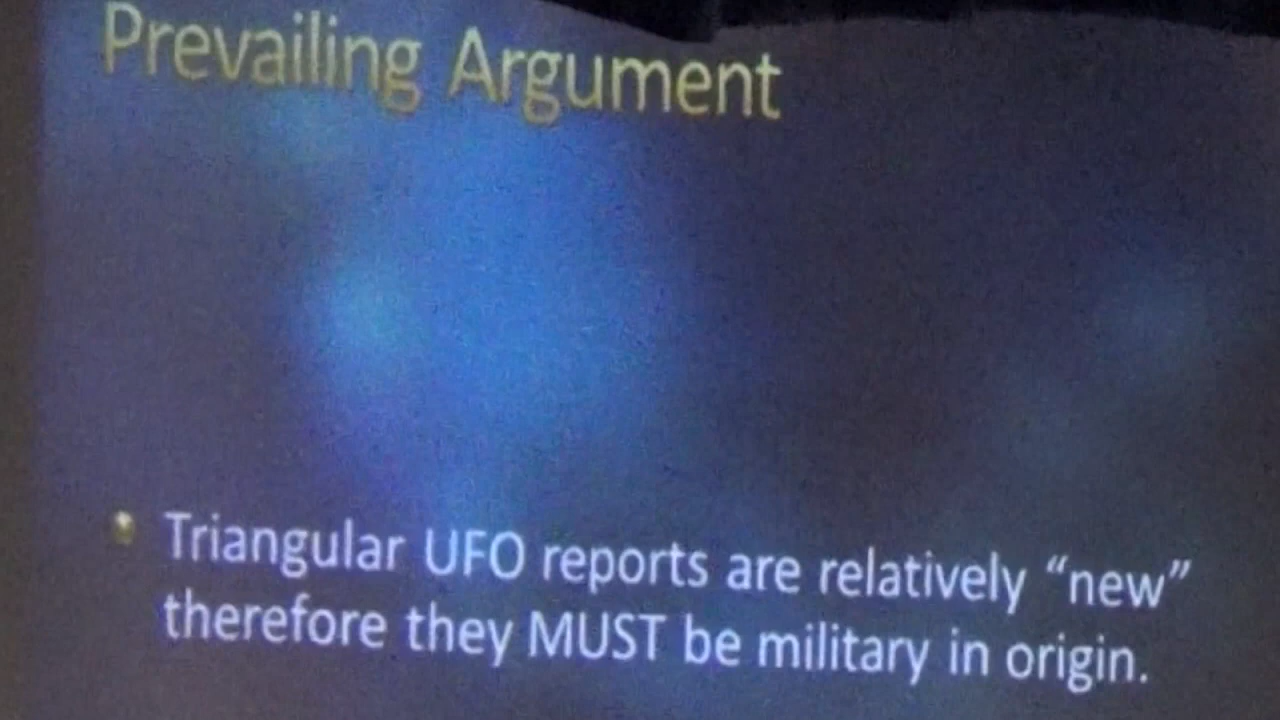 Prevailing Argument
Triangular UFO reports are relatively “new”
therefore they MUST be military in origin.